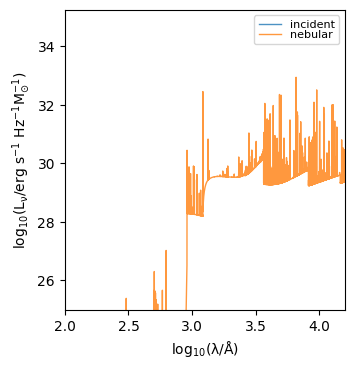 incident
nebular
34
32
30
28
26
log₁₀(Lᵥ/erg s⁻¹ Hz⁻¹M⊙⁻¹)
2.0 2.5 3.0 3.5 4.0
log₁₀(λ/Å)